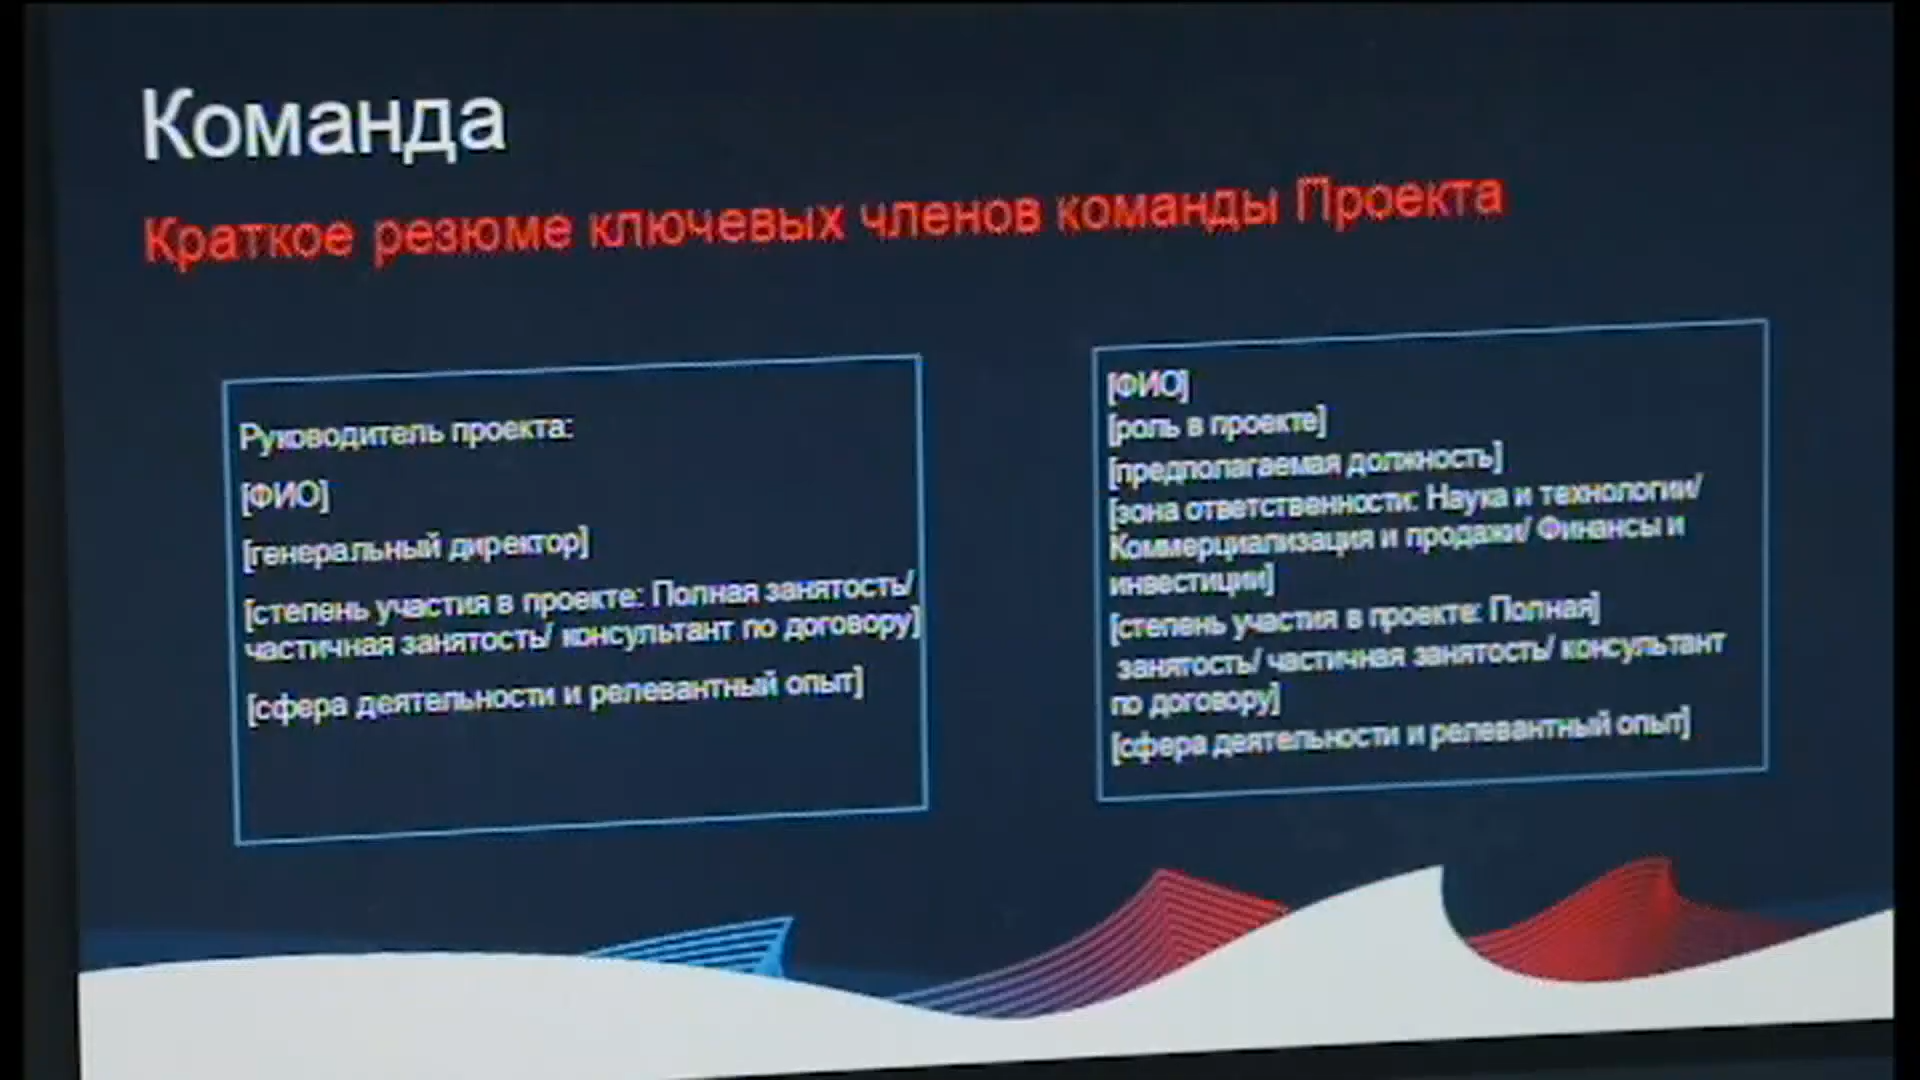 Команда
Краткое резюме ключевых членов команды Проекта
Руководитель проекта:
[ФИО]
[генеральный директор]
[степень участия в проекте: Полная занятость/
частичная занятость/ консультант по договору]
[сфера деятельности и релевантный опыт]
[ФИО]
[роль в проекте]
[предполагаемая должность]
[зона ответственности: Наука и технологии/
Коммерциализация и продажи/ Финансы и
инвестиции]
[степень участия в проекте: Полная]
занятость/ частичная занятость/ консультант
по договору]
[сфера деятельности и релевантный опыт]